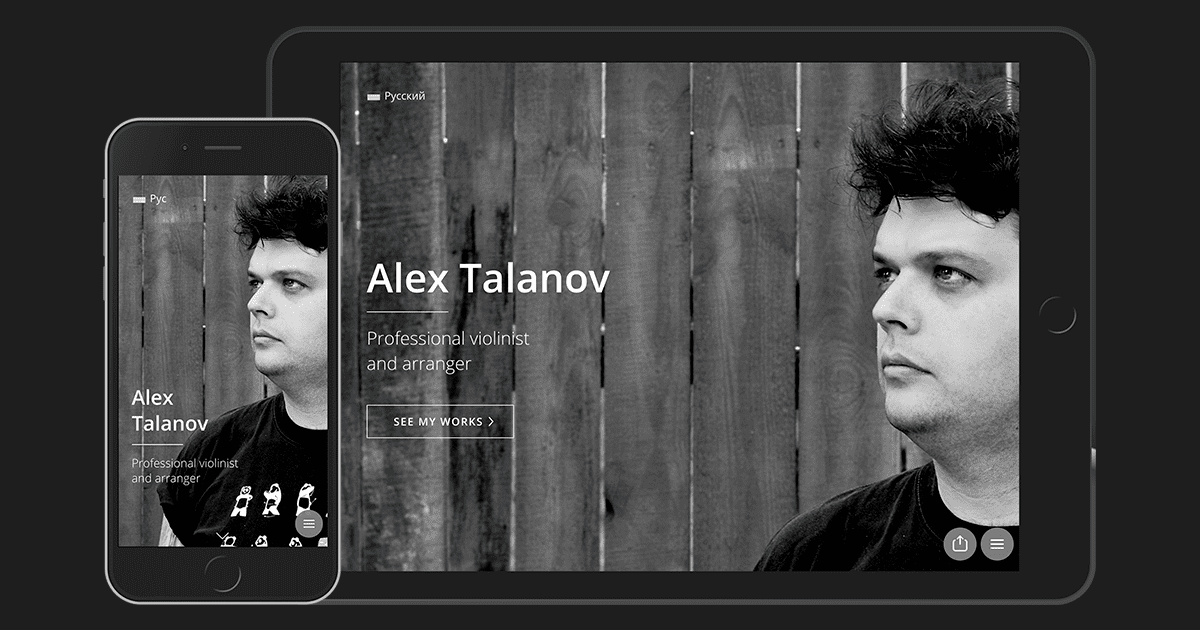 Русский
Alex Talanov
Professional violinist
and arranger
SEE MY WORKS
Рус
Alex
Talanov
Professional violinist
and arranger